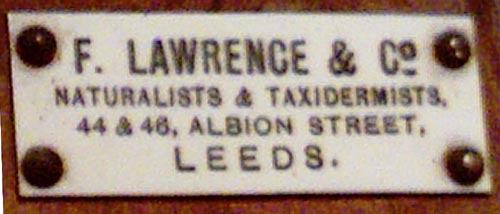 F. LAWRENCE & Cº
NATURALISTS & TAXIDERMISTS,
44 & 46, ALBION STREET,
LEEDS.